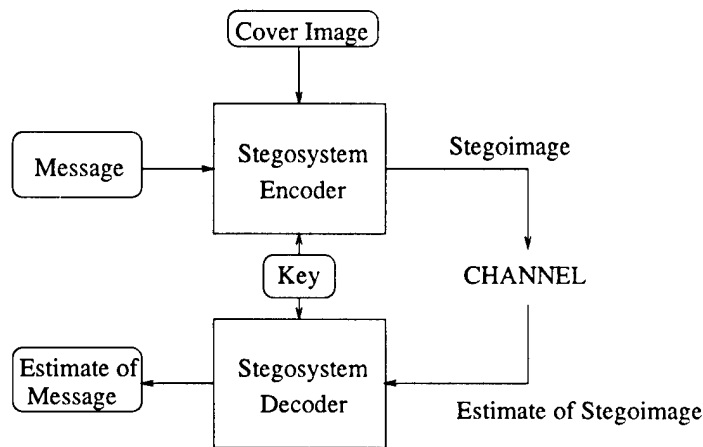 Cover Image
Message
Stegosystem
Encoder
Stegoimage
Key
CHANNEL
Estimate of
Message
Stegosystem
Decoder
Estimate of Stegoimage